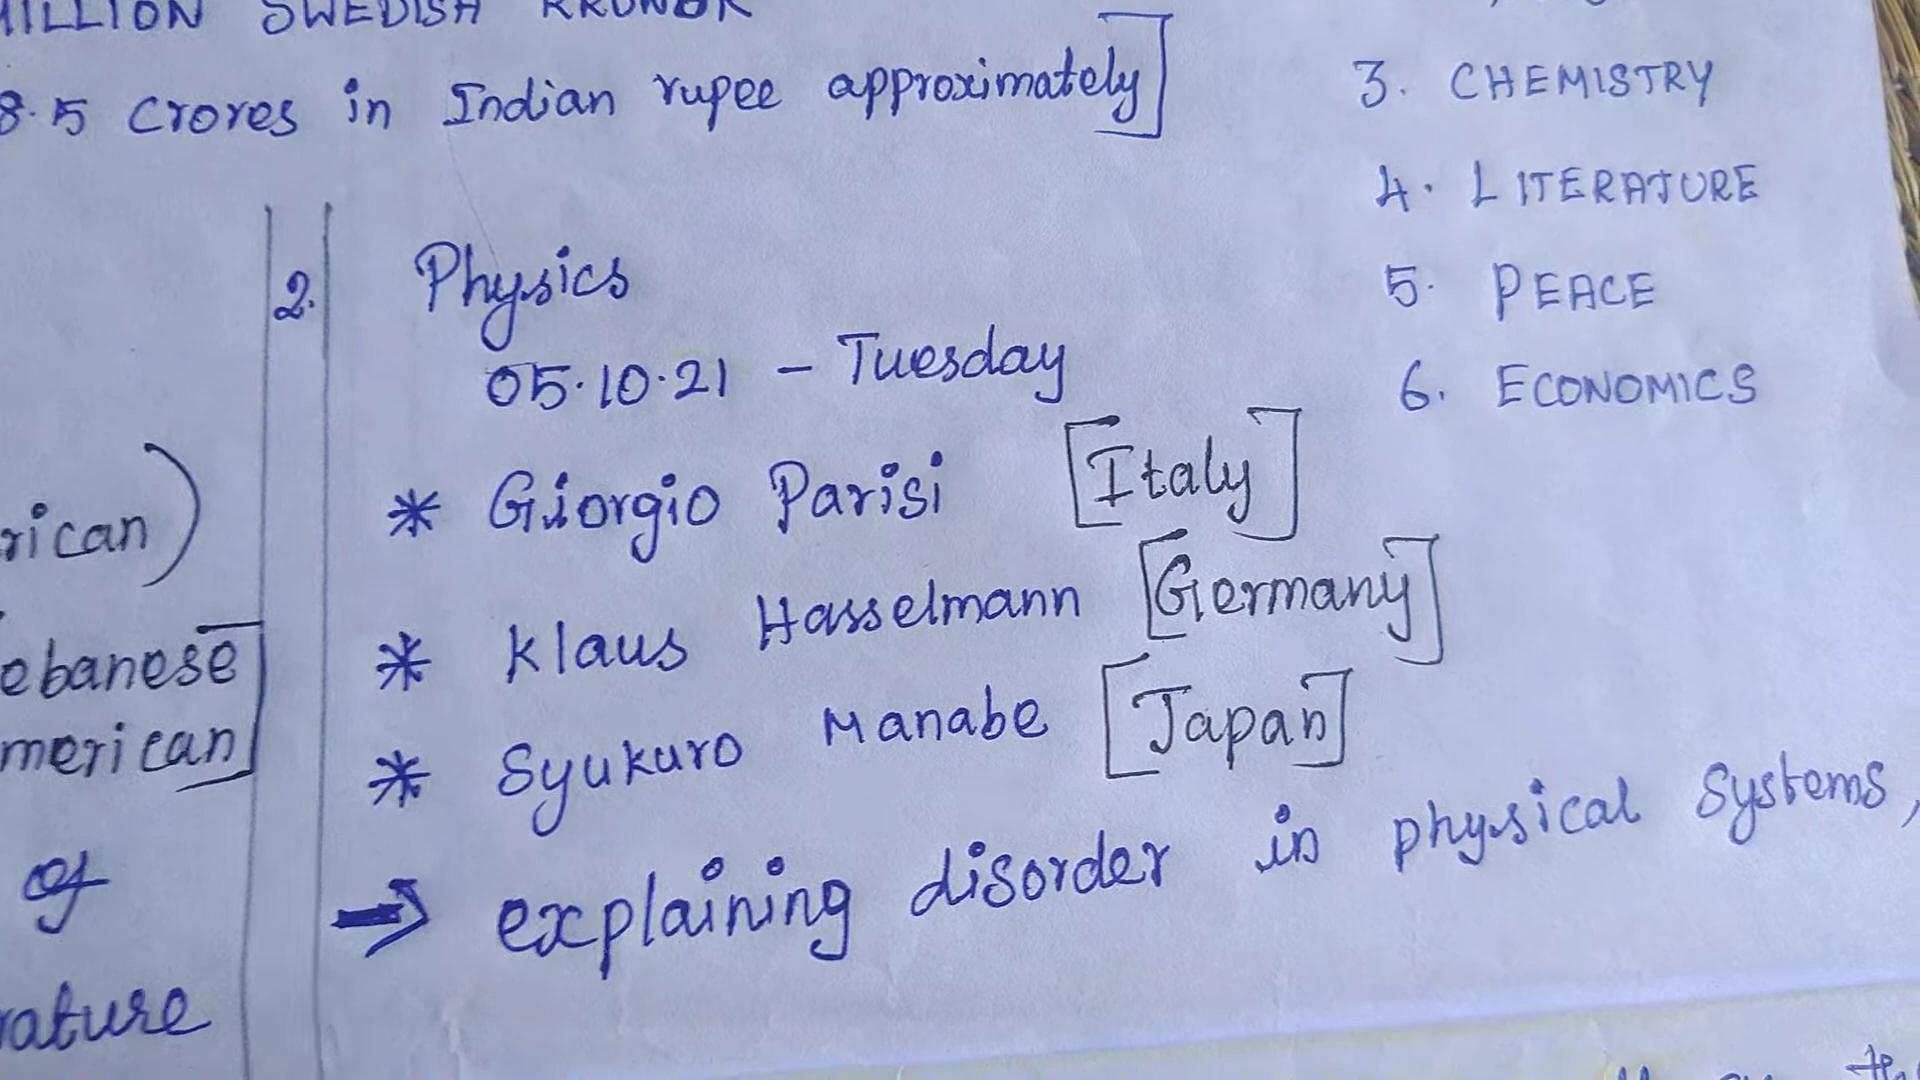 MILLION SWEDISH KRONOR
8.5 Crores in Indian rupee approximately]
3. CHEMISTRY
4. LITERATURE
5. PEACE
6. ECONOMICS
2. Physics
05.10.21 - Tuesday
* Giorgio Parisi [Italy]
* Klaus Hasselmann [Germany]
* Syukuro Manabe [Japan]
→ explaining disorder in physical systems,
rican)
ebanese
merican]
of
rature